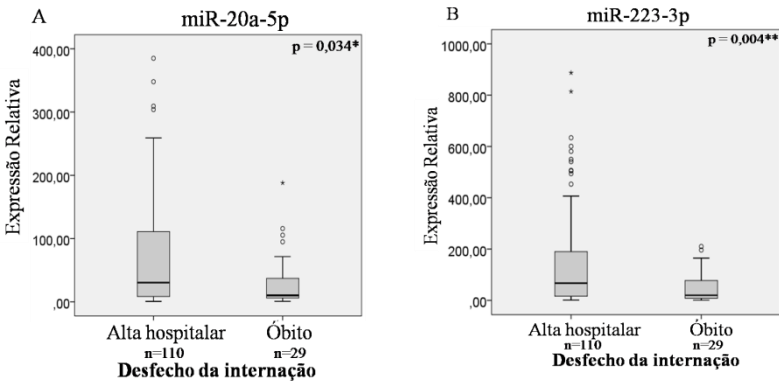 A
miR-20a-5p
p = 0,034*
Expressão Relativa
400,00
300,00
200,00
100,00
,00
Alta hospitalar
Óbito
n=110
n=29
Desfecho da internação
B
miR-223-3p
p = 0,004**
Expressão Relativa
1000,00
800,00
600,00
400,00
200,00
,00
Alta hospitalar
Óbito
n=110
n=29
Desfecho da internação